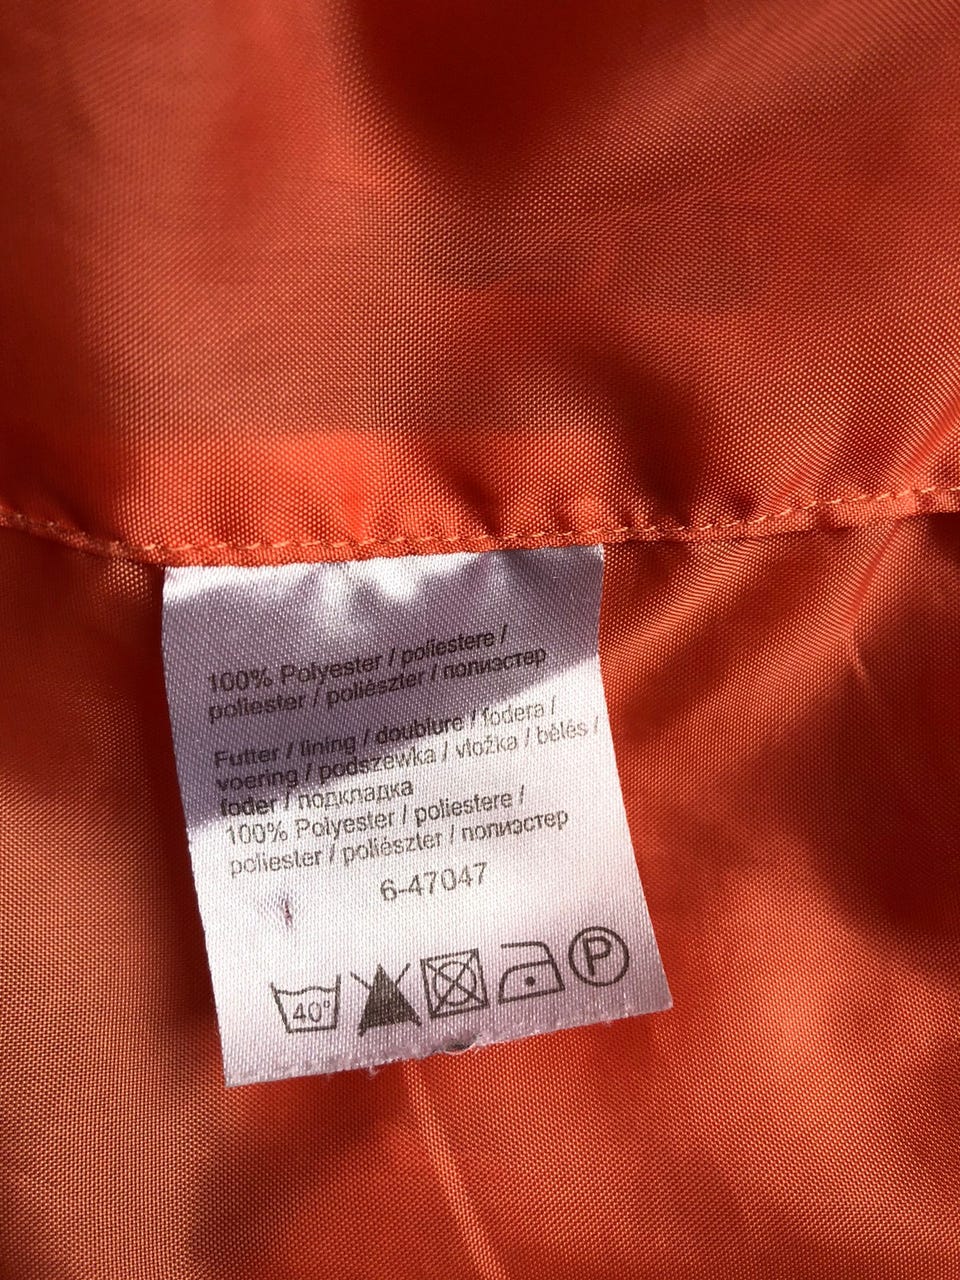 100% Polyester / poliestere /
poliester / poliészter / полиэстер
Futter / lining / doublure / fodera /
voering / podszewka / vložka / bélés /
foder / подкладка
100% Polyester / poliestere /
poliester / poliészter / полиэстер
6-47047
40°
P